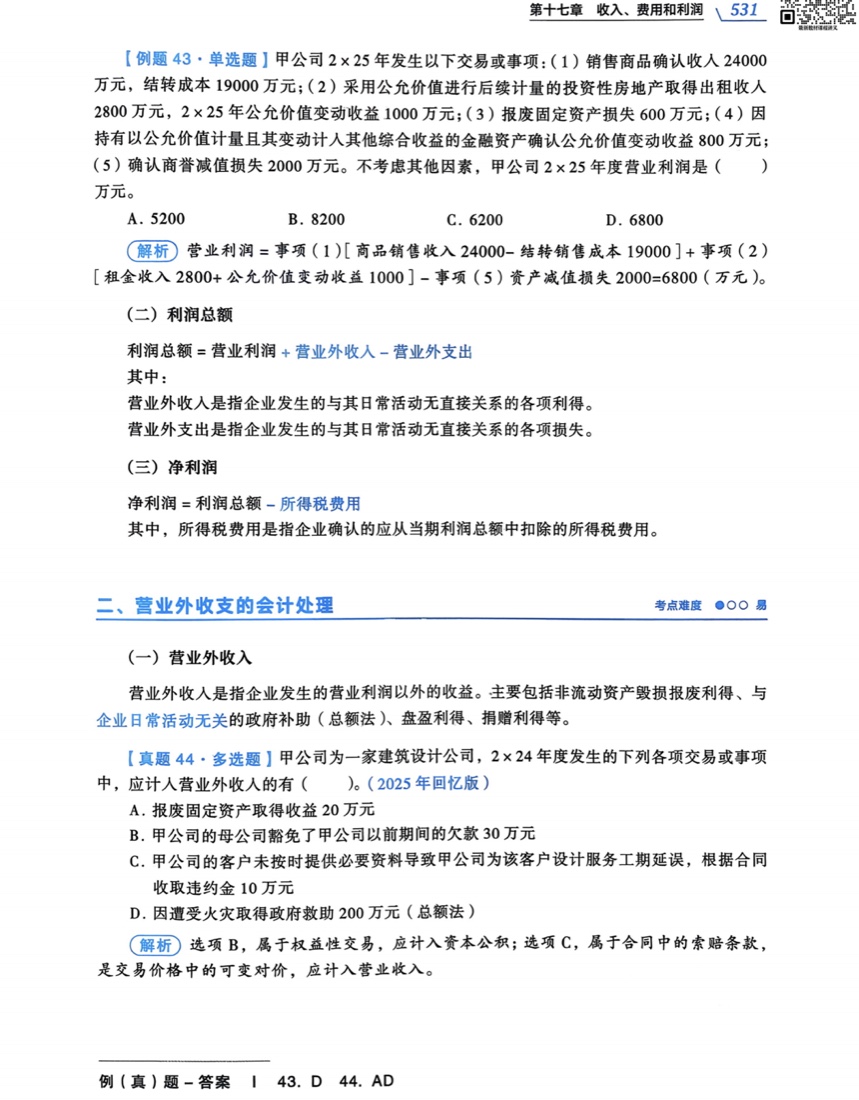 第十七章 收入、费用和利润 531
【例题 43·单选题】甲公司 2×25 年发生以下交易或事项：（1）销售商品确认收入 24000
万元，结转成本 19000 万元；（2）采用公允价值进行后续计量的投资性房地产取得出租收入
2800 万元，2×25 年公允价值变动收益 1000 万元；（3）报废固定资产损失 600 万元；（4）因
持有以公允价值计量且其变动计入其他综合收益的金融资产确认公允价值变动收益 800 万元；
（5）确认商誉减值损失 2000 万元。不考虑其他因素，甲公司 2×25 年度营业利润是（ ）
万元。
A. 5200 B. 8200 C. 6200 D. 6800
解析 营业利润 = 事项（1）[ 商品销售收入 24000- 结转销售成本 19000 ] + 事项（2）
[ 租金收入 2800+ 公允价值变动收益 1000 ] - 事项（5）资产减值损失 2000=6800（万元）。
（二）利润总额
利润总额 = 营业利润 + 营业外收入 - 营业外支出
其中：
营业外收入是指企业发生的与其日常活动无直接关系的各项利得。
营业外支出是指企业发生的与其日常活动无直接关系的各项损失。
（三）净利润
净利润 = 利润总额 - 所得税费用
其中，所得税费用是指企业确认的应从当期利润总额中扣除的所得税费用。
二、营业外收支的会计处理 考点难度 ●○○ 易
（一）营业外收入
营业外收入是指企业发生的营业利润以外的收益。主要包括非流动资产毁损报废利得、与
企业日常活动无关的政府补助（总额法）、盘盈利得、捐赠利得等。
【真题 44·多选题】甲公司为一家建筑设计公司，2×24 年度发生的下列各项交易或事项
中，应计入营业外收入的有（ ）。（2025 年回忆版）
A. 报废固定资产取得收益 20 万元
B. 甲公司的母公司豁免了甲公司以前期间的欠款 30 万元
C. 甲公司的客户未按时提供必要资料导致甲公司为该客户设计服务工期延误，根据合同
收取违约金 10 万元
D. 因遭受火灾取得政府救助 200 万元（总额法）
解析 选项 B，属于权益性交易，应计入资本公积；选项 C，属于合同中的索赔条款，
是交易价格中的可变对价，应计入营业收入。
例（真）题 - 答案 | 43. D 44. AD